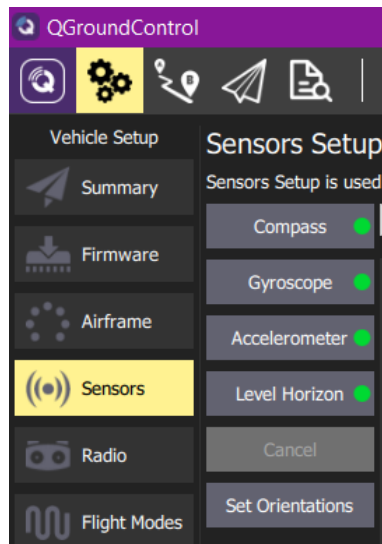 QGroundControl
B
Vehicle Setup
Summary
Firmware
Airframe
Sensors
Radio
Flight Modes
Sensors Setup
Sensors Setup is used
Compass
Gyroscope
Accelerometer
Level Horizon
Cancel
Set Orientations